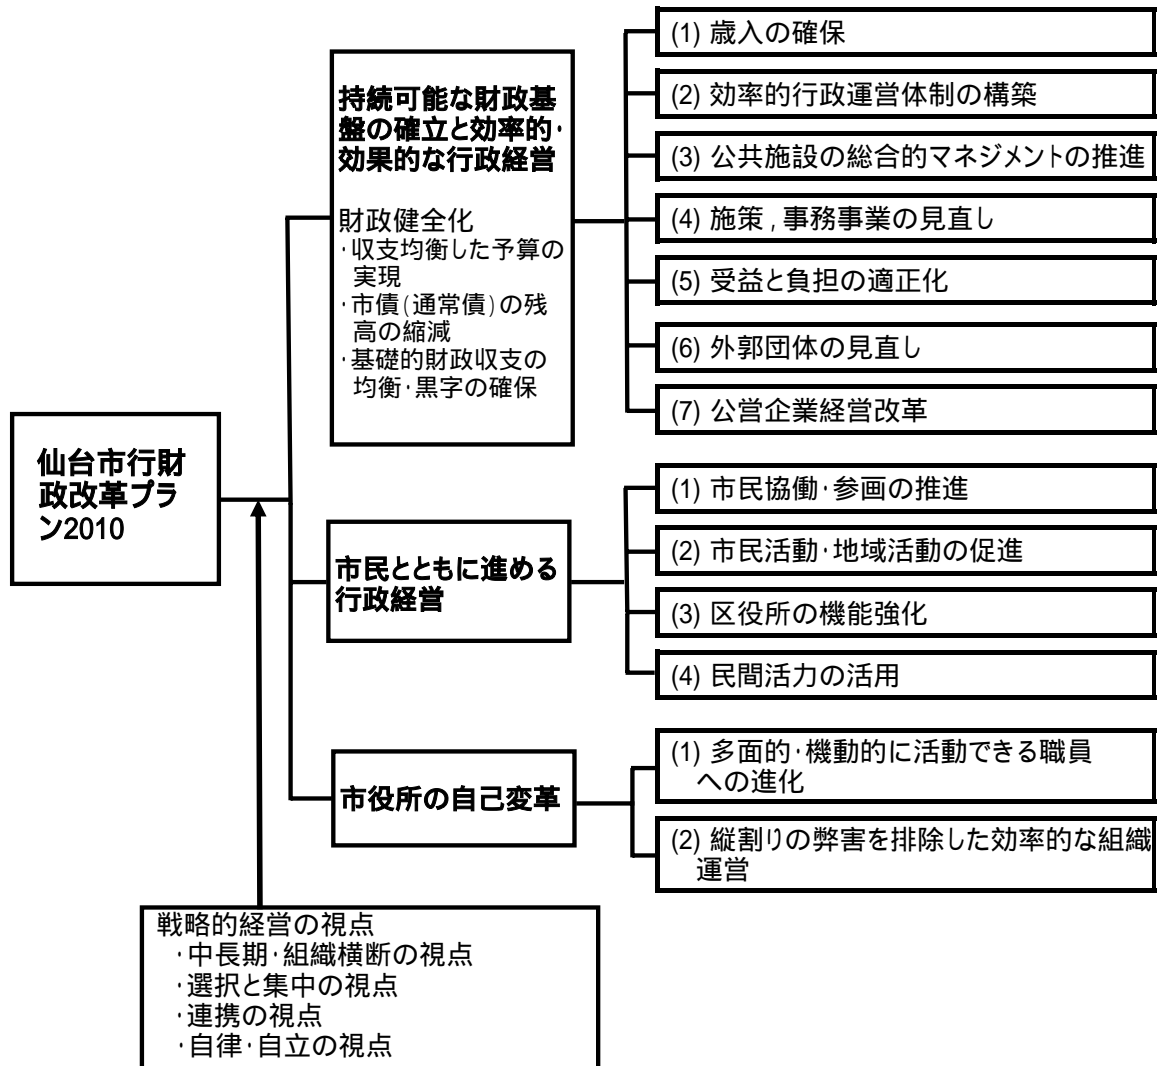 仙台市行財
政改革プラ
ン2010
持続可能な財政基
盤の確立と効率的・
効果的な行政経営
財政健全化
・収支均衡した予算の
実現
・市債(通常債)の残
高の縮減
・基礎的財政収支の
均衡・黒字の確保
(1) 歳入の確保
(2) 効率的行政運営体制の構築
(3) 公共施設の総合的マネジメントの推進
(4) 施策,事務事業の見直し
(5) 受益と負担の適正化
(6) 外郭団体の見直し
(7) 公営企業経営改革
市民とともに進める
行政経営
(1) 市民協働・参画の推進
(2) 市民活動・地域活動の促進
(3) 区役所の機能強化
(4) 民間活力の活用
市役所の自己変革
(1) 多面的・機動的に活動できる職員
への進化
(2) 縦割りの弊害を排除した効率的な組織
運営
戦略的経営の視点
・中長期・組織横断の視点
・選択と集中の視点
・連携の視点
・自律・自立の視点